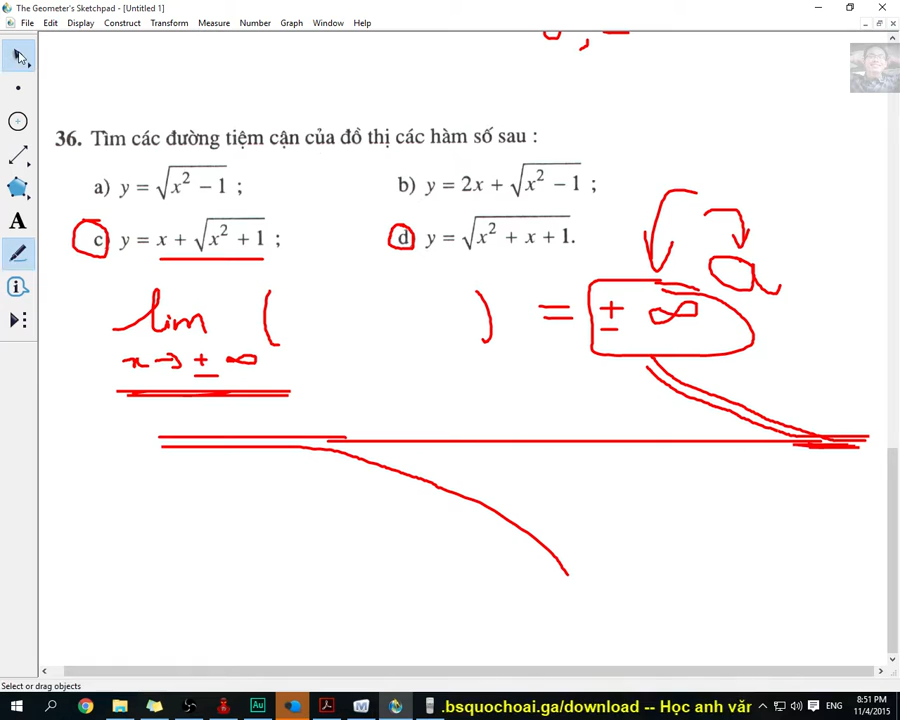 The Geometer's Sketchpad - [Untitled 1]
File Edit Display Construct Transform Measure Number Graph Window Help
36. Tìm các đường tiệm cận của đồ thị các hàm số sau :
a) y = √(x² − 1) ;
b) y = 2x + √(x² − 1) ;
c) y = x + √(x² + 1) ;
d) y = √(x² + x + 1).
a
lim ( ) = ± ∞
x → ± ∞
A
Select or drag objects
Au
.bsquochoai.ga/download -- Học anh văn
ENG
8:51 PM
11/4/2015